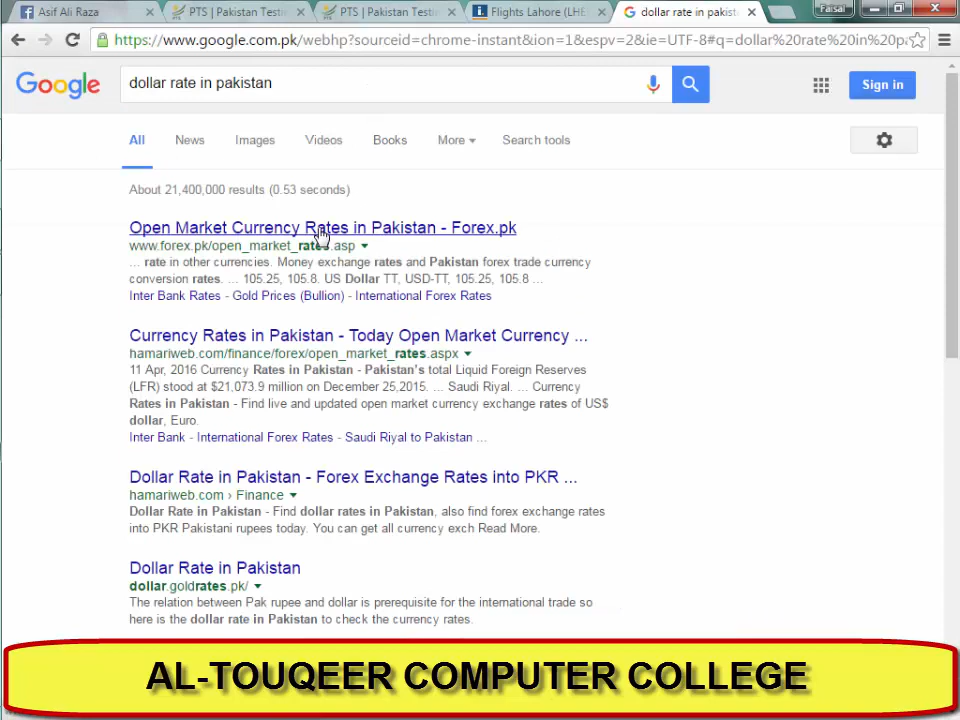 Asif Ali Raza
PTS | Pakistan Testin
PTS | Pakistan Testin
Flights Lahore (LHE
dollar rate in pakist
Faisal
https://www.google.com.pk/webhp?sourceid=chrome-instant&ion=1&espv=2&ie=UTF-8#q=dollar%20rate%20in%20pa
Google
dollar rate in pakistan
Sign in
All
News
Images
Videos
Books
More
Search tools
About 21,400,000 results (0.53 seconds)
Open Market Currency Rates in Pakistan - Forex.pk
www.forex.pk/open_market_rates.asp
... rate in other currencies. Money exchange rates and Pakistan forex trade currency
conversion rates. ... 105.25, 105.8. US Dollar TT, USD-TT, 105.25, 105.8 ...
Inter Bank Rates - Gold Prices (Bullion) - International Forex Rates
Currency Rates in Pakistan - Today Open Market Currency ...
hamariweb.com/finance/forex/open_market_rates.aspx
11 Apr, 2016 Currency Rates in Pakistan - Pakistan's total Liquid Foreign Reserves
(LFR) stood at $21,073.9 million on December 25,2015. ... Saudi Riyal. ... Currency
Rates in Pakistan - Find live and updated open market currency exchange rates of US$
dollar, Euro.
Inter Bank - International Forex Rates - Saudi Riyal to Pakistan ...
Dollar Rate in Pakistan - Forex Exchange Rates into PKR ...
hamariweb.com › Finance
Dollar Rate in Pakistan - Find dollar rates in Pakistan, also find forex exchange rates
into PKR Pakistani rupees today. You can get all currency exch Read More.
Dollar Rate in Pakistan
dollar.goldrates.pk/
The relation between Pak rupee and dollar is prerequisite for the international trade so
here is the dollar rate in Pakistan to check the currency rates.
AL-TOUQEER COMPUTER COLLEGE